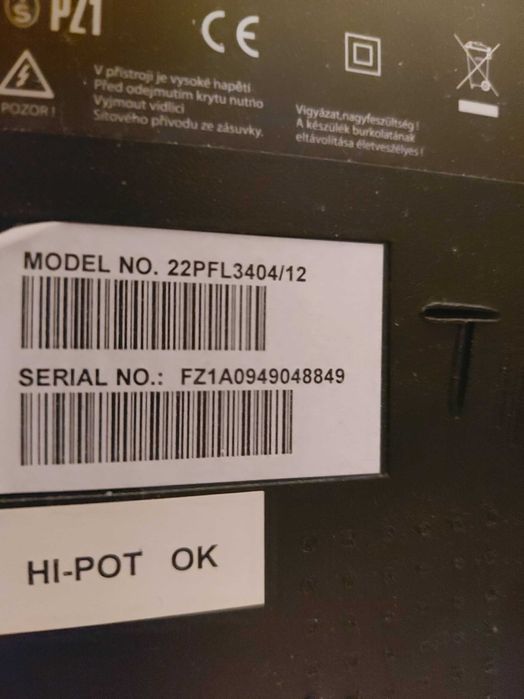 PZ1
CE
V přístroji je vysoké napětí
Před odejmutím krytu nutno
Vyjmout vidlici
Sítového přívodu ze zásuvky.
POZOR !
Vigyázat,nagyfeszültség !
A készülék burkolatának
eltávolítása életveszélyes !
MODEL NO. 22PFL3404/12
SERIAL NO.: FZ1A0949048849
HI-POT OK